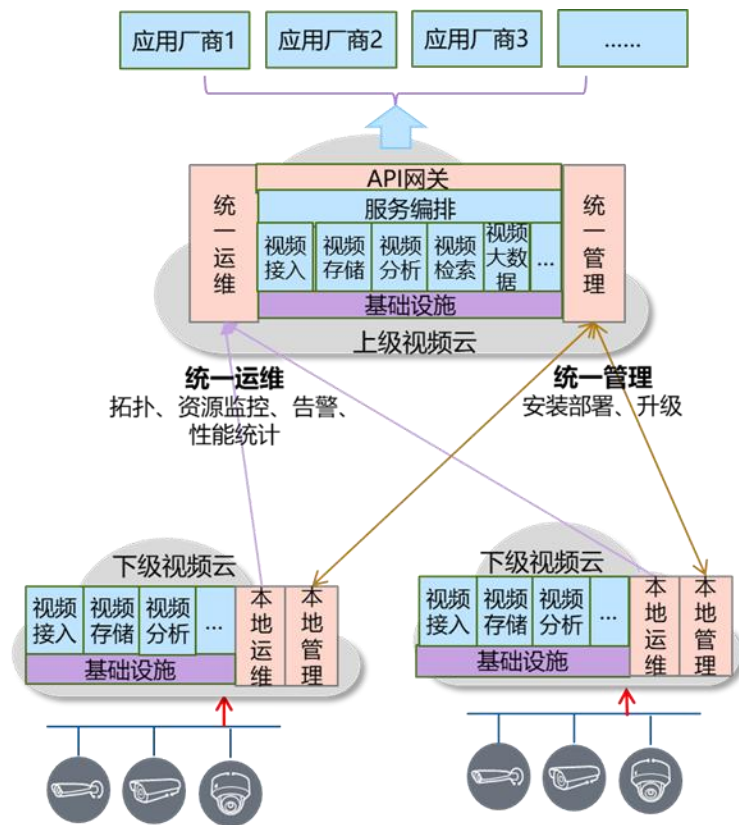 应用厂商1
应用厂商2
应用厂商3
......
统一运维
API网关
服务编排
视频接入
视频存储
视频分析
视频检索
视频大数据
...
基础设施
统一管理
上级视频云
统一运维
拓扑、资源监控、告警、
性能统计
统一管理
安装部署、升级
下级视频云
视频接入
视频存储
视频分析
...
基础设施
本地运维
本地管理
下级视频云
视频接入
视频存储
视频分析
...
基础设施
本地运维
本地管理